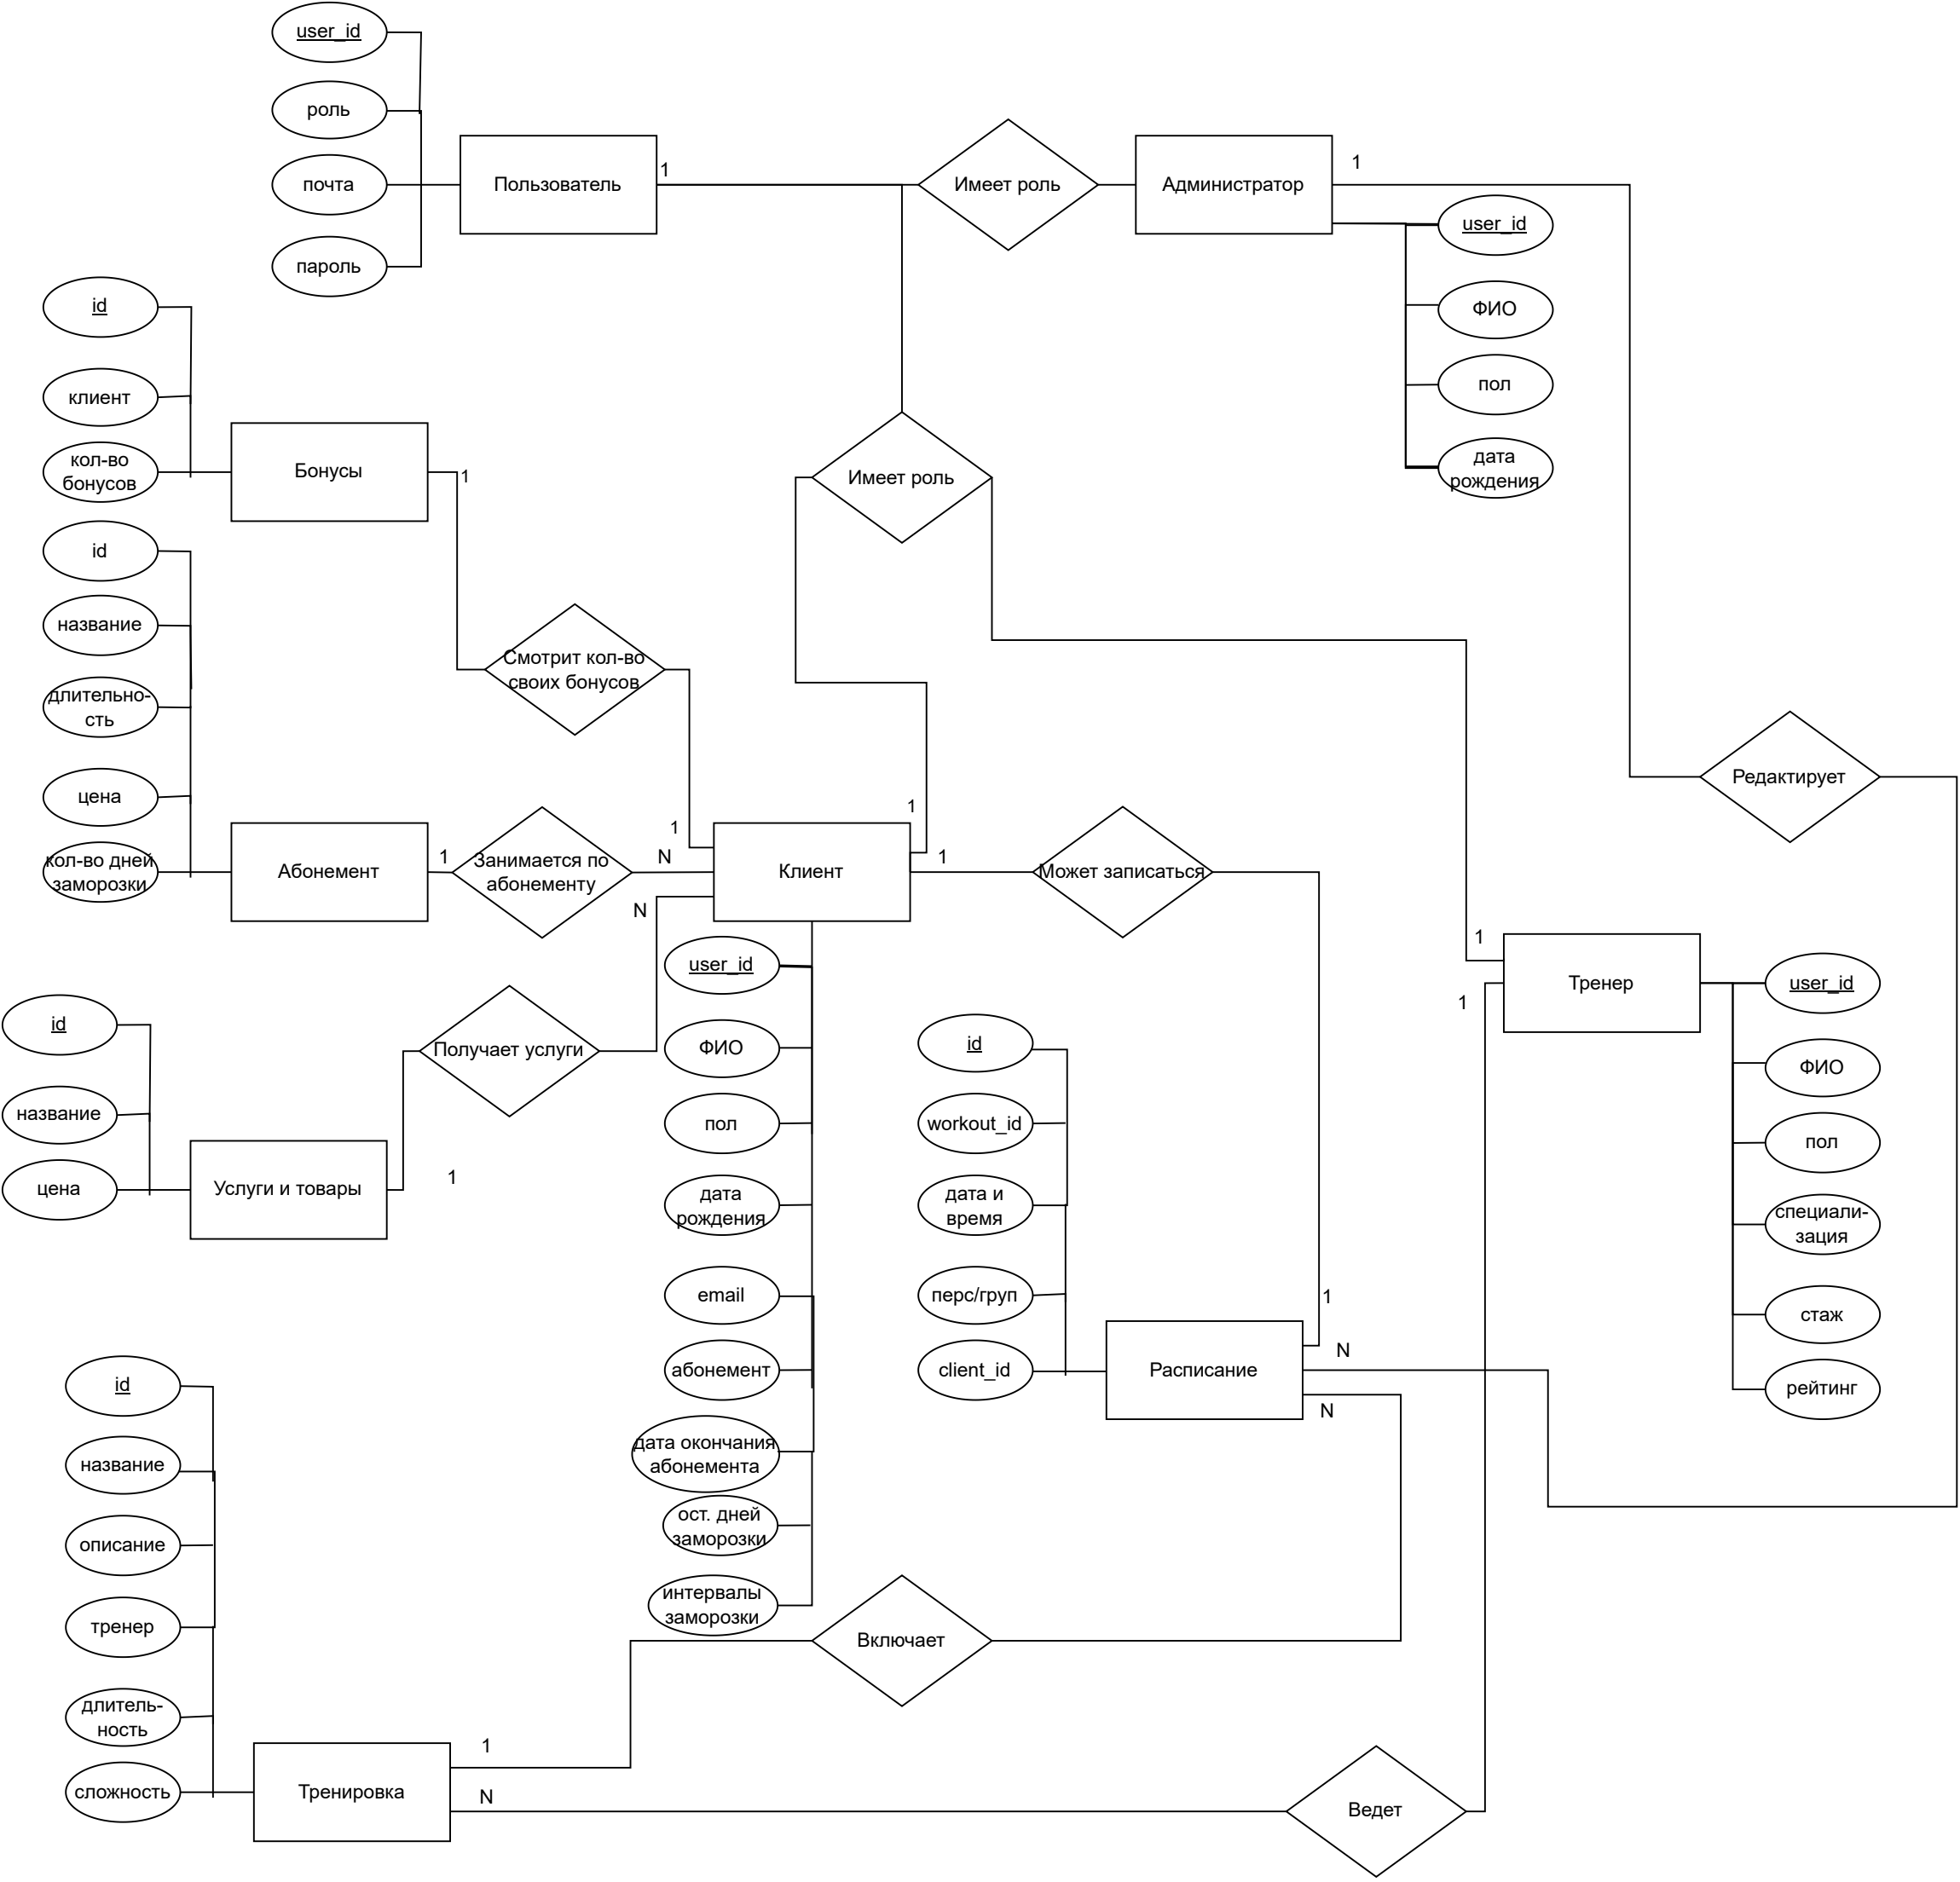 user_id
роль
почта
пароль
Пользователь
1
Имеет роль
Администратор
1
user_id
ФИО
пол
дата
рождения
id
клиент
кол-во
бонусов
Бонусы
1
Имеет роль
id
название
длительно-
сть
цена
кол-во дней
заморозки
Смотрит кол-во
своих бонусов
Редактирует
Абонемент
1
Занимается по
абонементу
N
1
N
Клиент
1
1
Может записаться
1
1
Тренер
user_id
ФИО
пол
специали-
зация
стаж
рейтинг
id
название
цена
Услуги и товары
1
Получает услуги
user_id
ФИО
пол
дата
рождения
email
абонемент
дата окончания
абонемента
ост. дней
заморозки
интервалы
заморозки
id
workout_id
дата и
время
перс/груп
client_id
Расписание
1
N
N
id
название
описание
тренер
длитель-
ность
сложность
Тренировка
1
N
Включает
Ведет